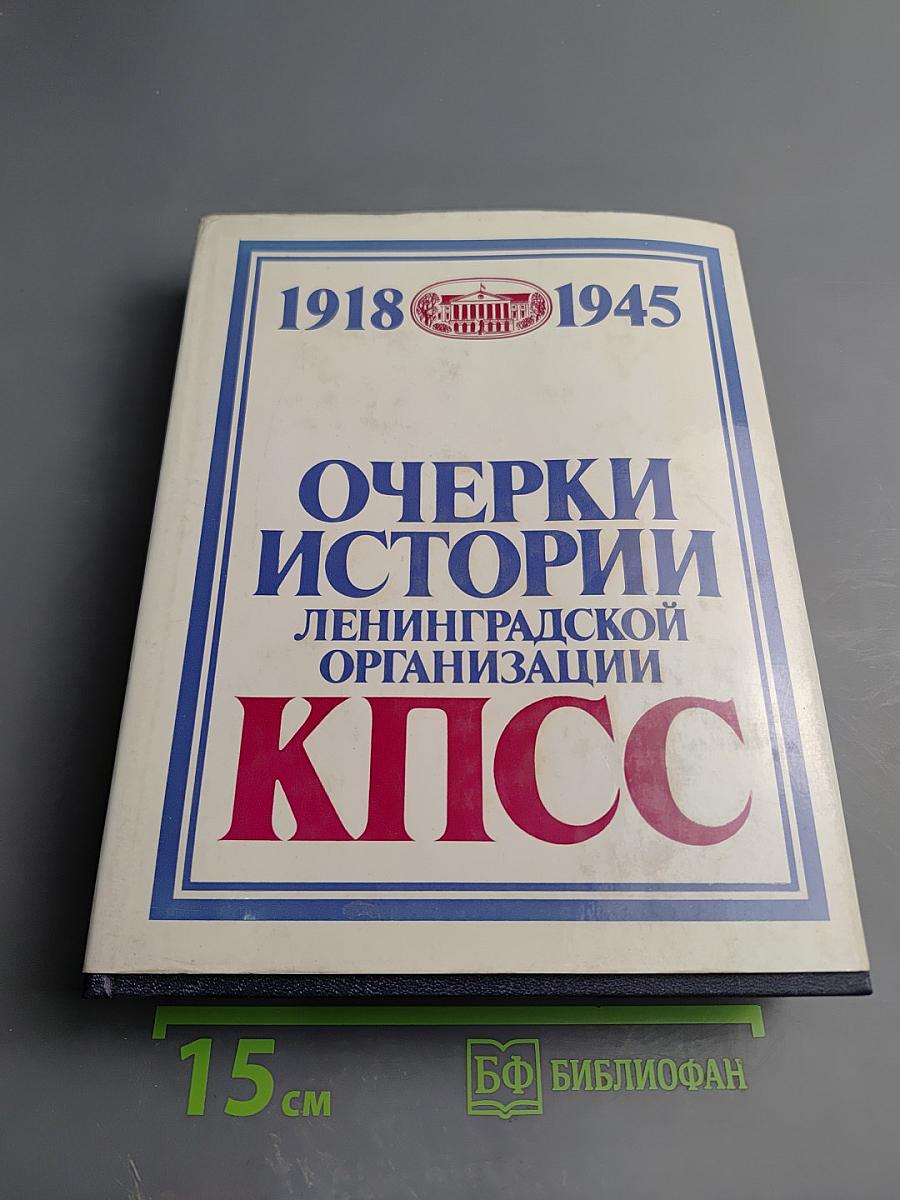 1918 1945
ОЧЕРКИ
ИСТОРИИ
ЛЕНИНГРАДСКОЙ
ОРГАНИЗАЦИИ
КПСС
15 см БФ БИБЛИОФАН